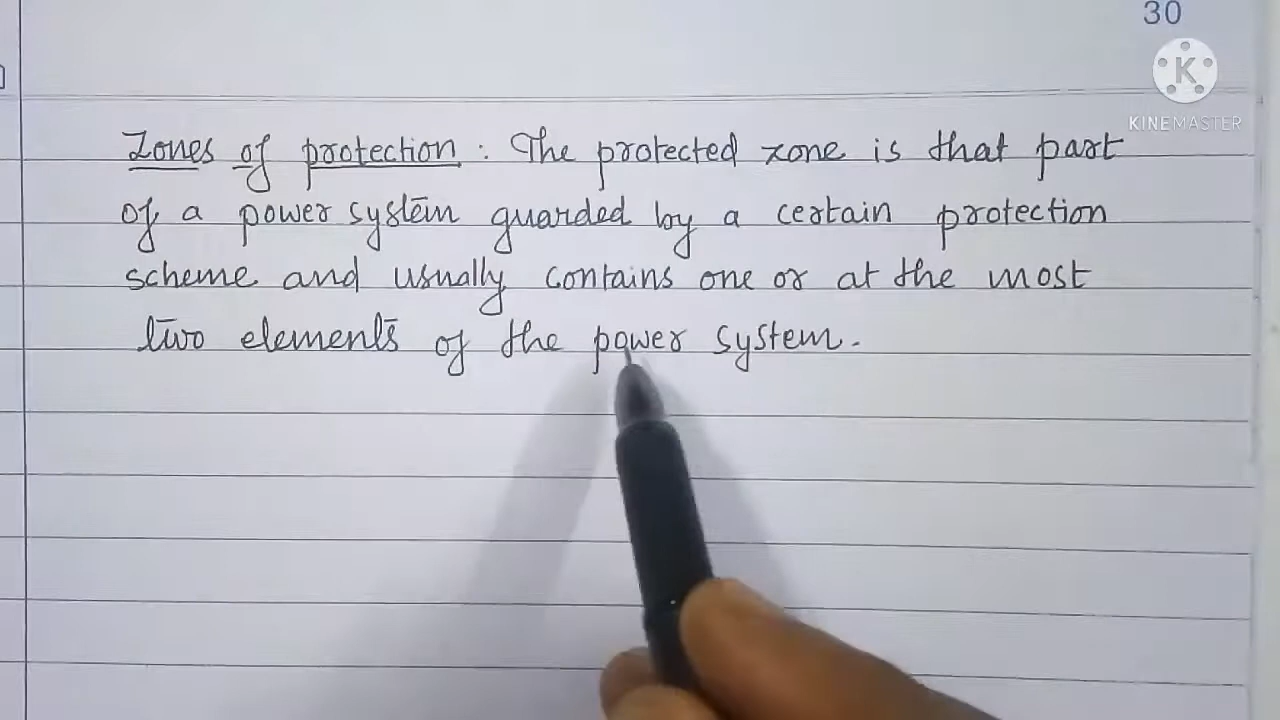 30
KINEMASTER
Zones of protection : The protected zone is that part
of a power system guarded by a certain protection
scheme and usually contains one or at the most
two elements of the power system.